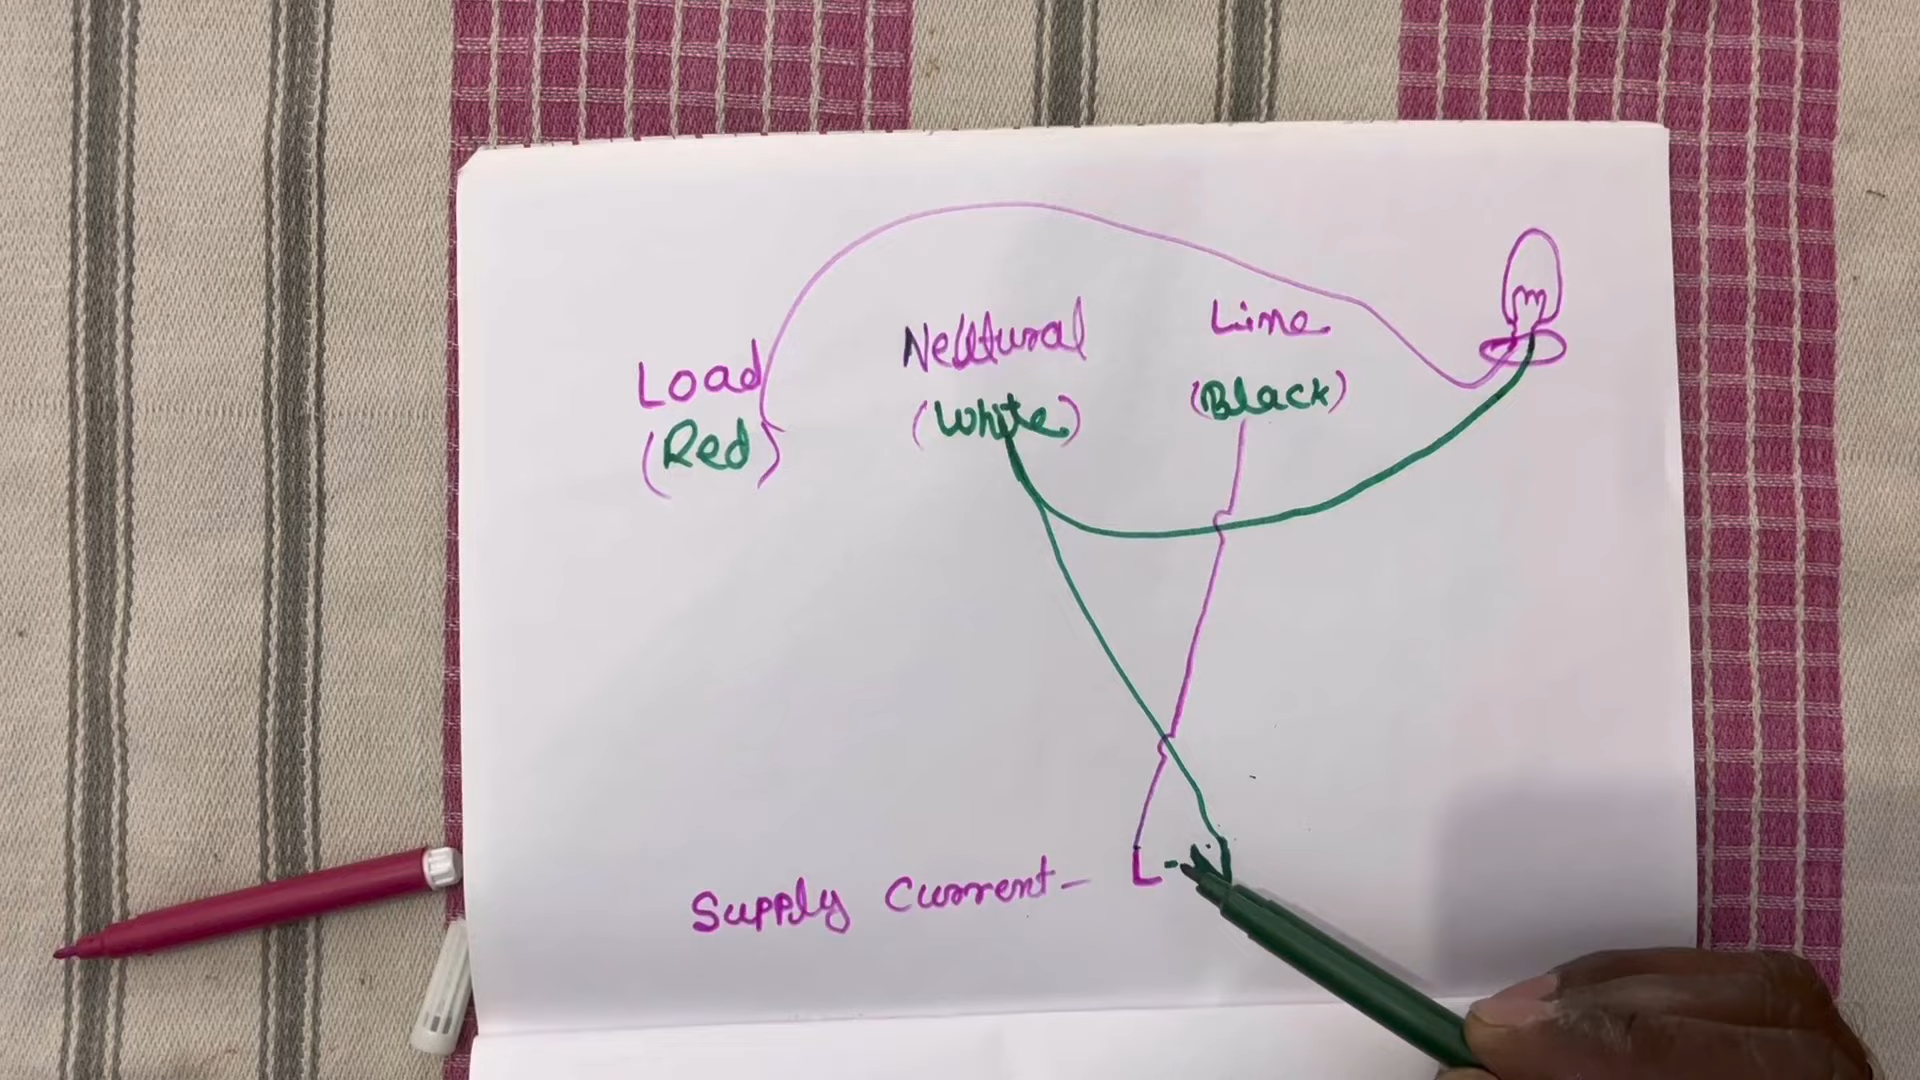 Load
(Red)
Neutural
(White)
Line
(Black)
Supply Current - L -